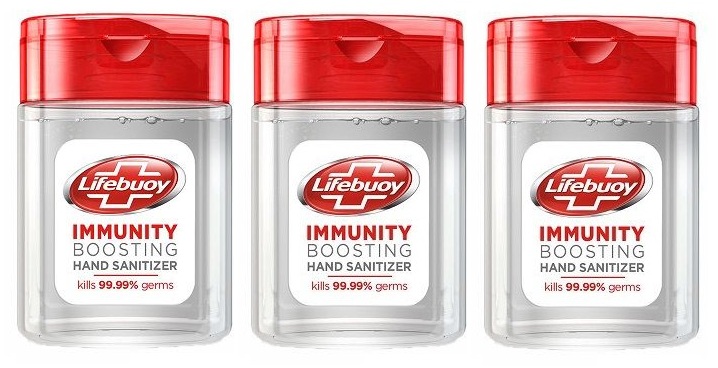 Lifebuoy
IMMUNITY
BOOSTING
HAND SANITIZER
kills 99.99% germs
Lifebuoy
IMMUNITY
BOOSTING
HAND SANITIZER
kills 99.99% germs
Lifebuoy
IMMUNITY
BOOSTING
HAND SANITIZER
kills 99.99% germs